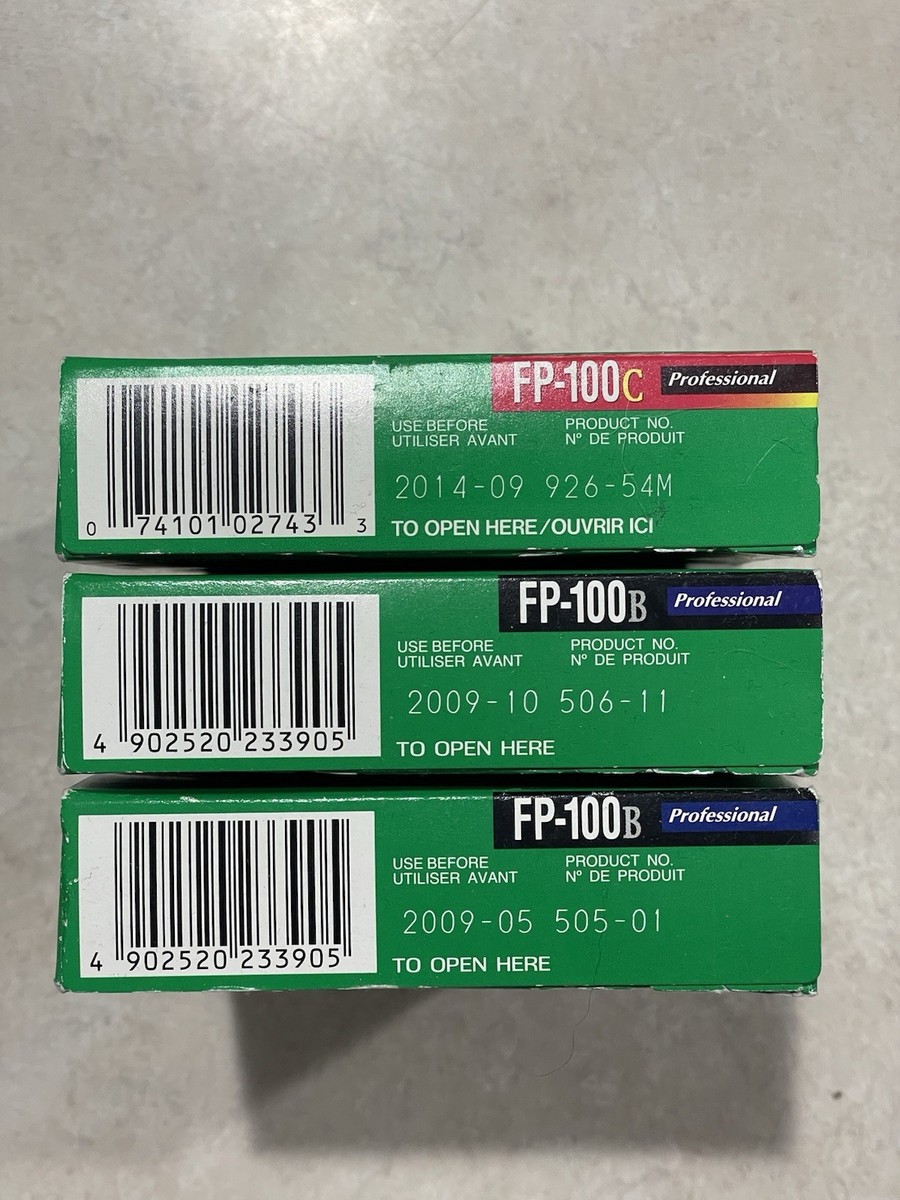 FP-100C Professional
USE BEFORE PRODUCT NO.
UTILISER AVANT Nº DE PRODUIT
2014-09 926-54M
0 74101 02743 3
TO OPEN HERE/OUVRIR ICI
FP-100B Professional
USE BEFORE PRODUCT NO.
UTILISER AVANT Nº DE PRODUIT
2009-10 506-11
4 902520 233905
TO OPEN HERE
FP-100B Professional
USE BEFORE PRODUCT NO.
UTILISER AVANT Nº DE PRODUIT
2009-05 505-01
4 902520 233905
TO OPEN HERE